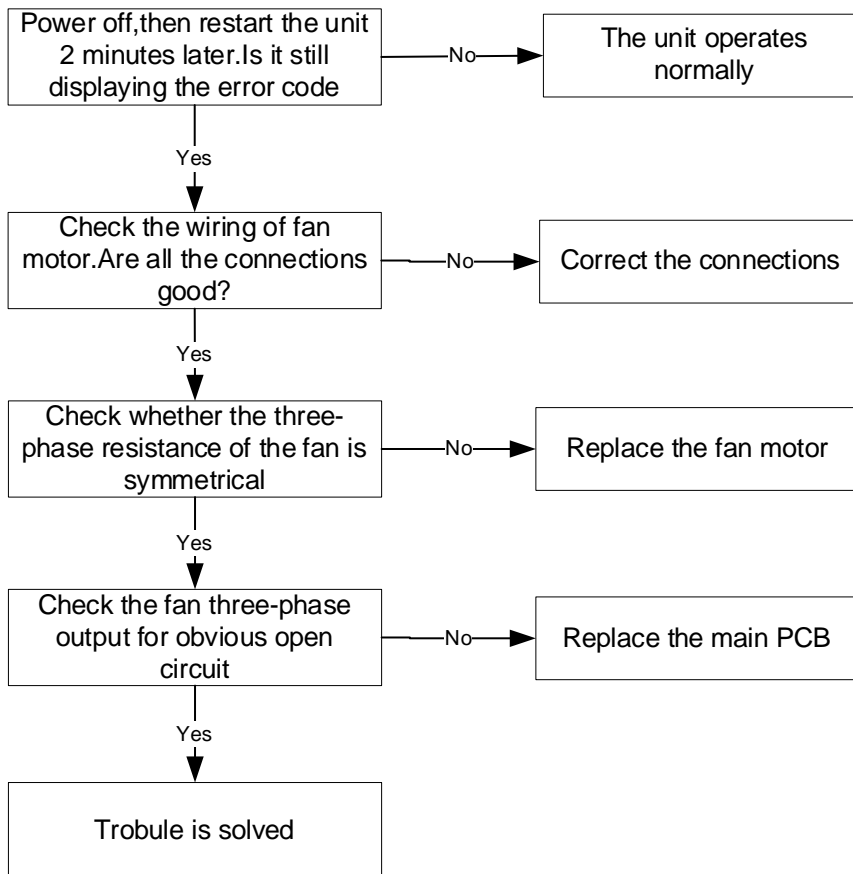 Power off,then restart the unit
2 minutes later.Is it still
displaying the error code
No
The unit operates
normally
Yes
Check the wiring of fan
motor.Are all the connections
good?
No
Correct the connections
Yes
Check whether the three-
phase resistance of the fan is
symmetrical
No
Replace the fan motor
Yes
Check the fan three-phase
output for obvious open
circuit
No
Replace the main PCB
Yes
Trobule is solved